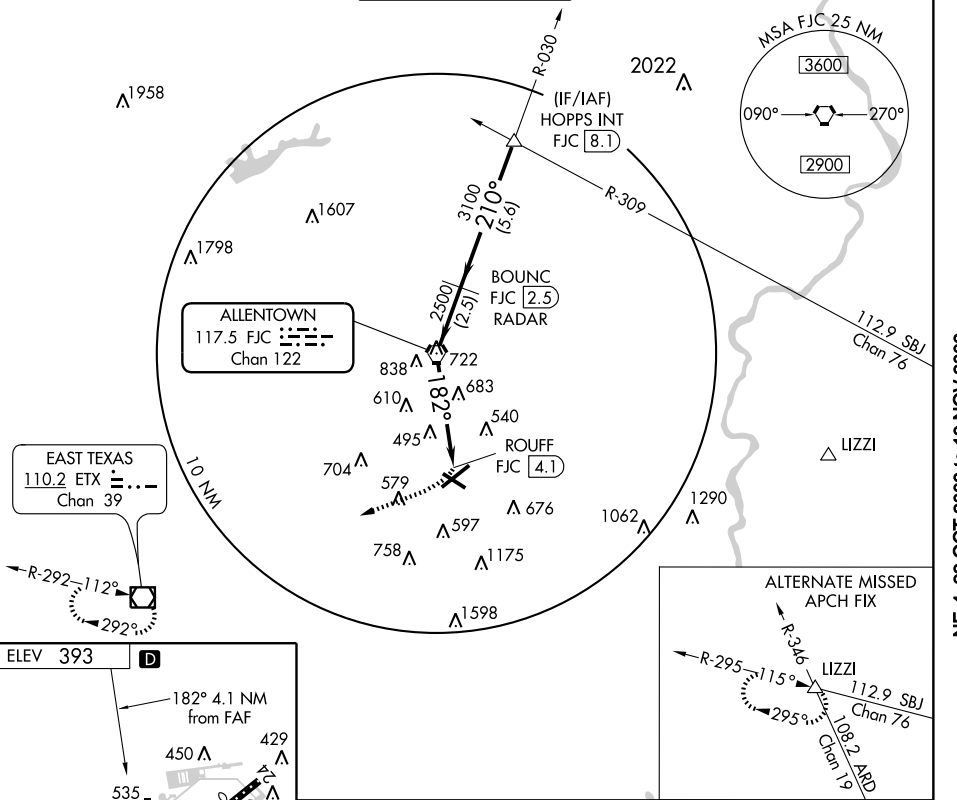 R-030
2022
MSA FJC 25 NM
3600
090°
270°
2900
1958
(IF/IAF)
HOPPS INT
FJC 8.1
R-309
3100
210°
(5.6)
1607
1798
BOUNC
FJC 2.5
RADAR
2500
(2.5)
ALLENTOWN
117.5 FJC
Chan 122
112.9 SBJ
Chan 76
722
838
182°
683
610
540
495
ROUFF
FJC 4.1
704
LIZZI
EAST TEXAS
110.2 ETX
Chan 39
10 NM
579
676
1290
1062
597
758
1175
R-292
112°
292°
1598
ALTERNATE MISSED
APCH FIX
R-346
R-295
115°
LIZZI
295°
112.9 SBJ
Chan 76
108.2 ARD
Chan 19
ELEV 393
D
182° 4.1 NM
from FAF
450
429
24
535